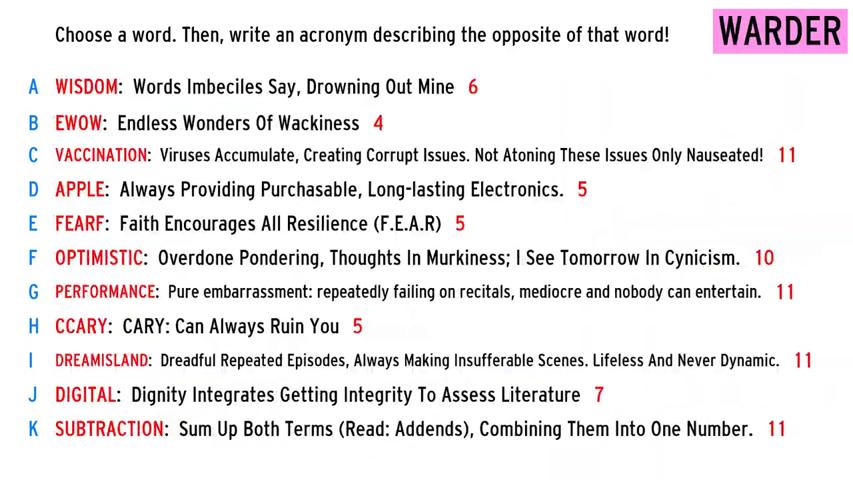 Choose a word. Then, write an acronym describing the opposite of that word!
WARDER
A WISDOM: Words Imbeciles Say, Drowning Out Mine 6
B EWOW: Endless Wonders Of Wackiness 4
C VACCINATION: Viruses Accumulate, Creating Corrupt Issues. Not Atoning These Issues Only Nauseated! 11
D APPLE: Always Providing Purchasable, Long-lasting Electronics. 5
E FEARF: Faith Encourages All Resilience (F.E.A.R) 5
F OPTIMISTIC: Overdone Pondering, Thoughts In Murkiness; I See Tomorrow In Cynicism. 10
G PERFORMANCE: Pure embarrassment: repeatedly failing on recitals, mediocre and nobody can entertain. 11
H CCARY: CARY: Can Always Ruin You 5
I DREAMISLAND: Dreadful Repeated Episodes, Always Making Insufferable Scenes. Lifeless And Never Dynamic. 11
J DIGITAL: Dignity Integrates Getting Integrity To Assess Literature 7
K SUBTRACTION: Sum Up Both Terms (Read: Addends), Combining Them Into One Number. 11